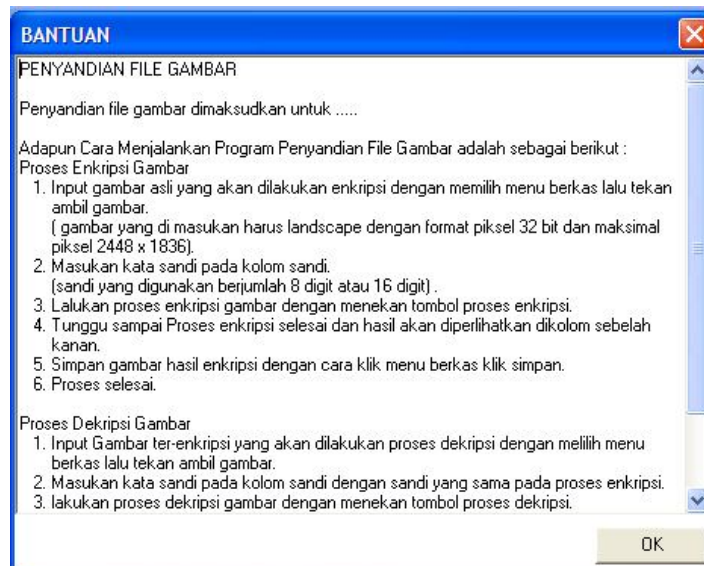 BANTUAN
PENYANDIAN FILE GAMBAR
Penyandian file gambar dimaksudkan untuk .....
Adapun Cara Menjalankan Program Penyandian File Gambar adalah sebagai berikut :
Proses Enkripsi Gambar
1. Input gambar asli yang akan dilakukan enkripsi dengan memilih menu berkas lalu tekan
ambil gambar.
( gambar yang di masukan harus landscape dengan format piksel 32 bit dan maksimal
piksel 2448 x 1836).
2. Masukan kata sandi pada kolom sandi.
(sandi yang digunakan berjumlah 8 digit atau 16 digit) .
3. Lalukan proses enkripsi gambar dengan menekan tombol proses enkripsi.
4. Tunggu sampai Proses enkripsi selesai dan hasil akan diperlihatkan dikolom sebelah
kanan.
5. Simpan gambar hasil enkripsi dengan cara klik menu berkas klik simpan.
6. Proses selesai.
Proses Dekripsi Gambar
1. Input Gambar ter-enkripsi yang akan dilakukan proses dekripsi dengan melilih menu
berkas lalu tekan ambil gambar.
2. Masukan kata sandi pada kolom sandi dengan sandi yang sama pada proses enkripsi.
3. lakukan proses dekripsi gambar dengan menekan tombol proses dekripsi.
OK